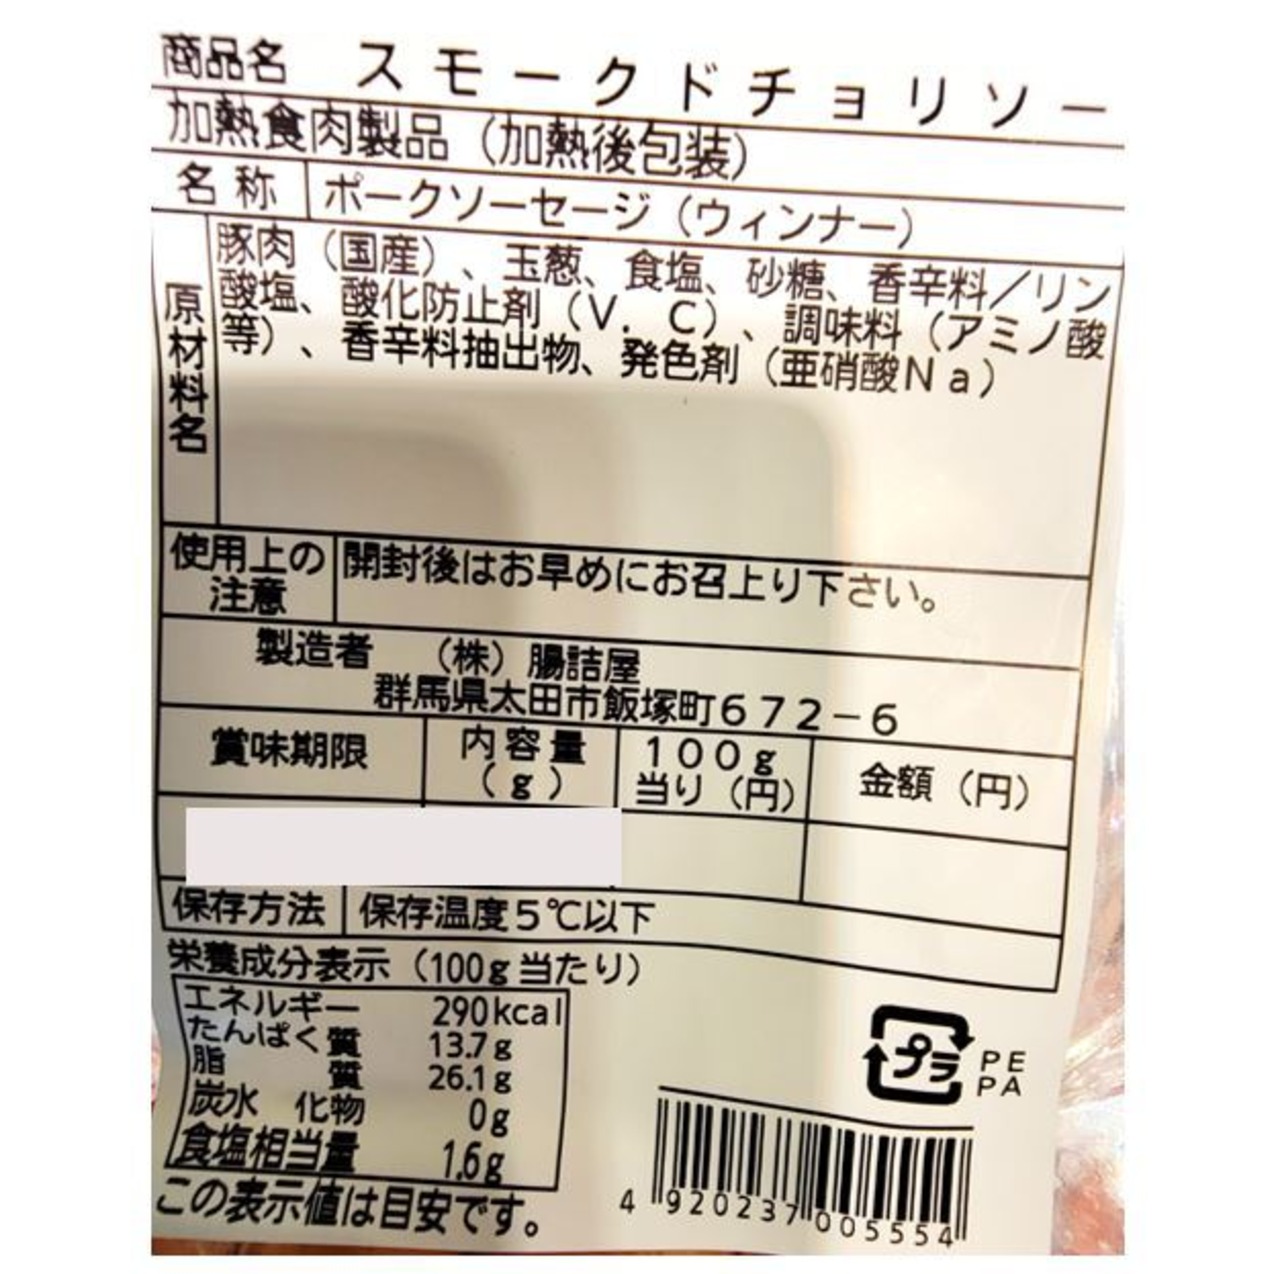 商品名 スモークドチョリソー
加熱食肉製品（加熱後包装）
名称 ポークソーセージ（ウィンナー）
原材料名
豚肉（国産）、玉葱、食塩、砂糖、香辛料／リン
酸塩、酸化防止剤（V．C）、調味料（アミノ酸
等）、香辛料抽出物、発色剤（亜硝酸Na）
使用上の
注意
開封後はお早めにお召上り下さい。
製造者 （株）腸詰屋
群馬県太田市飯塚町672－6
賞味期限
内容量
（g）
100g
当り（円）
金額（円）
保存方法 保存温度5℃以下
栄養成分表示（100g当たり）
エネルギー 290kcal
たんぱく質 13.7g
脂質 26.1g
炭水化物 0g
食塩相当量 1.6g
この表示値は目安です。
プラ
PE
PA
4 920237 005554